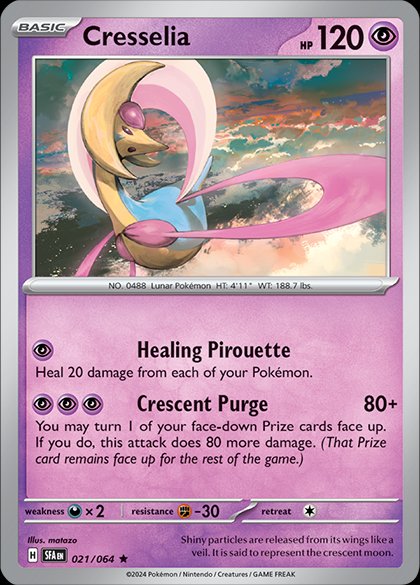 BASIC
Cresselia
HP 120
NO. 0488 Lunar Pokémon HT: 4'11" WT: 188.7 lbs.
Healing Pirouette
Heal 20 damage from each of your Pokémon.
Crescent Purge 80+
You may turn 1 of your face-down Prize cards face up.
If you do, this attack does 80 more damage. (That Prize
card remains face up for the rest of the game.)
weakness ×2 resistance -30 retreat
Illus. matazo
H SFA EN 021/064 ★
Shiny particles are released from its wings like a
veil. It is said to represent the crescent moon.
©2024 Pokémon / Nintendo / Creatures / GAME FREAK